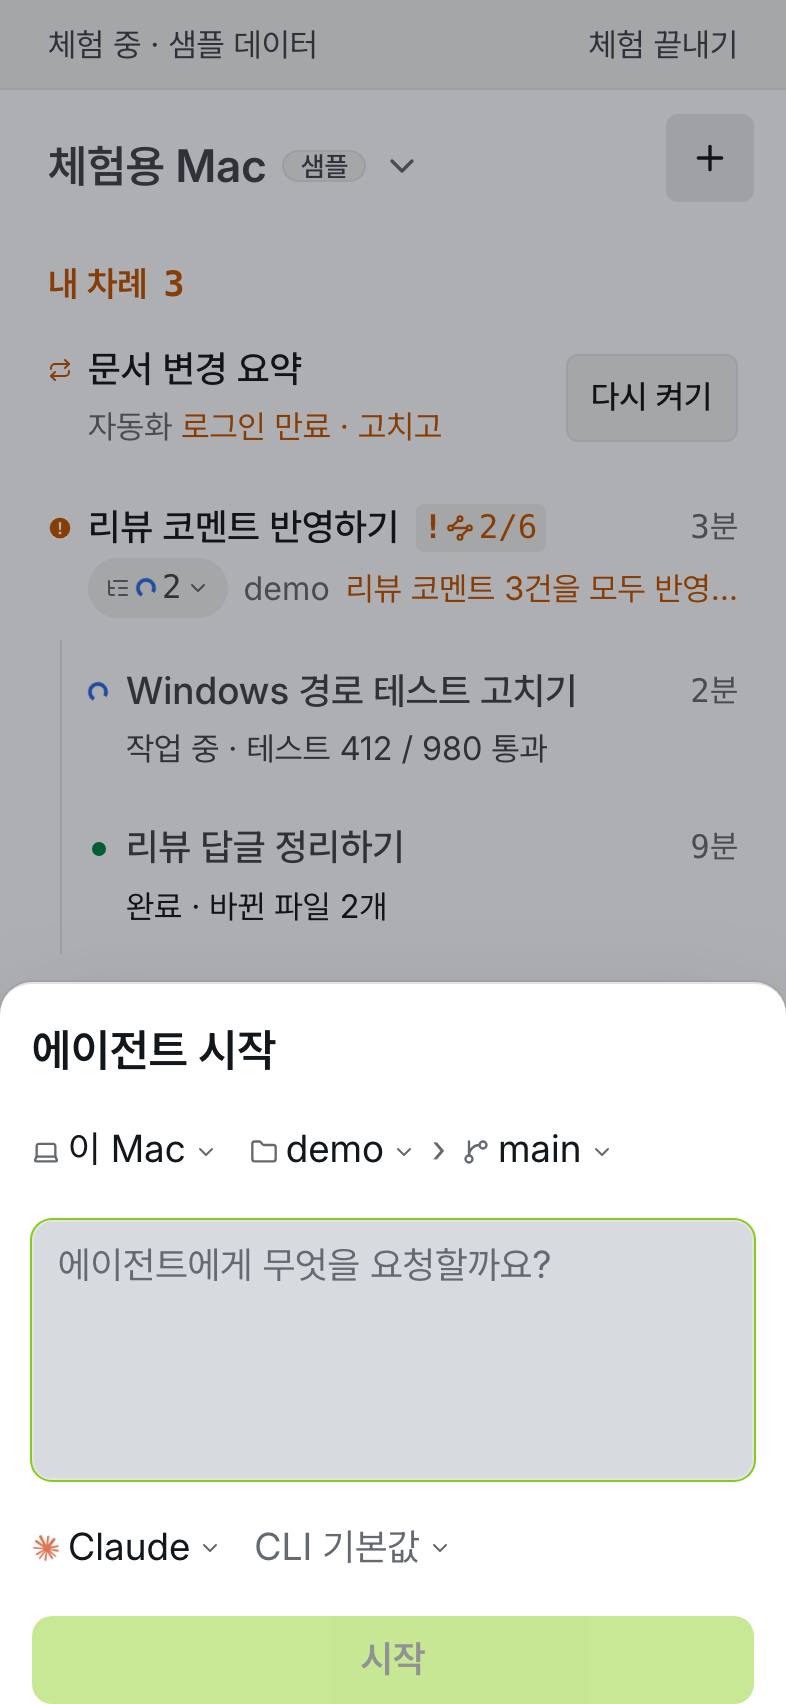 체험 중 · 샘플 데이터 체험 끝내기
체험용 Mac 샘플
내 차례 3
문서 변경 요약
다시 켜기
자동화 로그인 만료 · 고치고
리뷰 코멘트 반영하기 ! 2/6 3분
2 demo 리뷰 코멘트 3건을 모두 반영...
Windows 경로 테스트 고치기 2분
작업 중 · 테스트 412 / 980 통과
리뷰 답글 정리하기 9분
완료 · 바뀐 파일 2개
에이전트 시작
이 Mac demo › main
에이전트에게 무엇을 요청할까요?
Claude CLI 기본값
시작